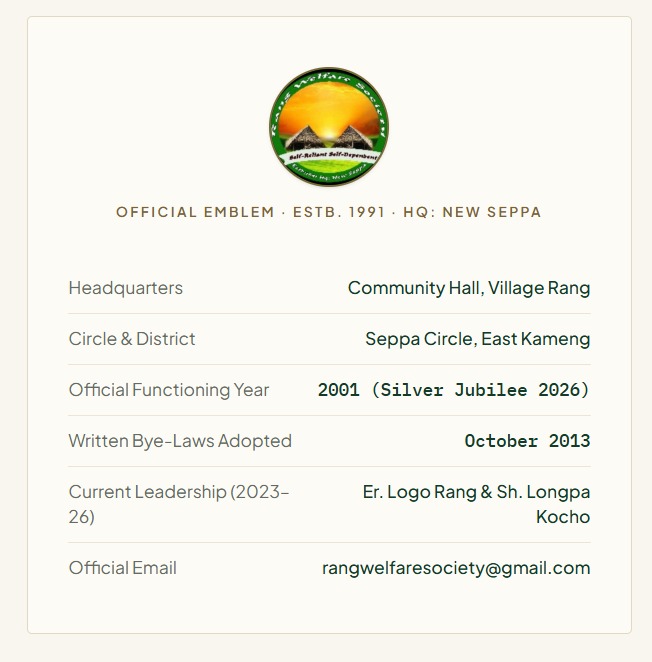 Rang Welfare Society
Self-Reliant Self-Dependent
OFFICIAL EMBLEM · ESTB. 1991 · HQ: NEW SEPPA
Headquarters
Community Hall, Village Rang
Circle & District
Seppa Circle, East Kameng
Official Functioning Year
2001 (Silver Jubilee 2026)
Written Bye-Laws Adopted
October 2013
Current Leadership (2023–
26)
Er. Logo Rang & Sh. Longpa
Kocho
Official Email
rangwelfaresociety@gmail.com